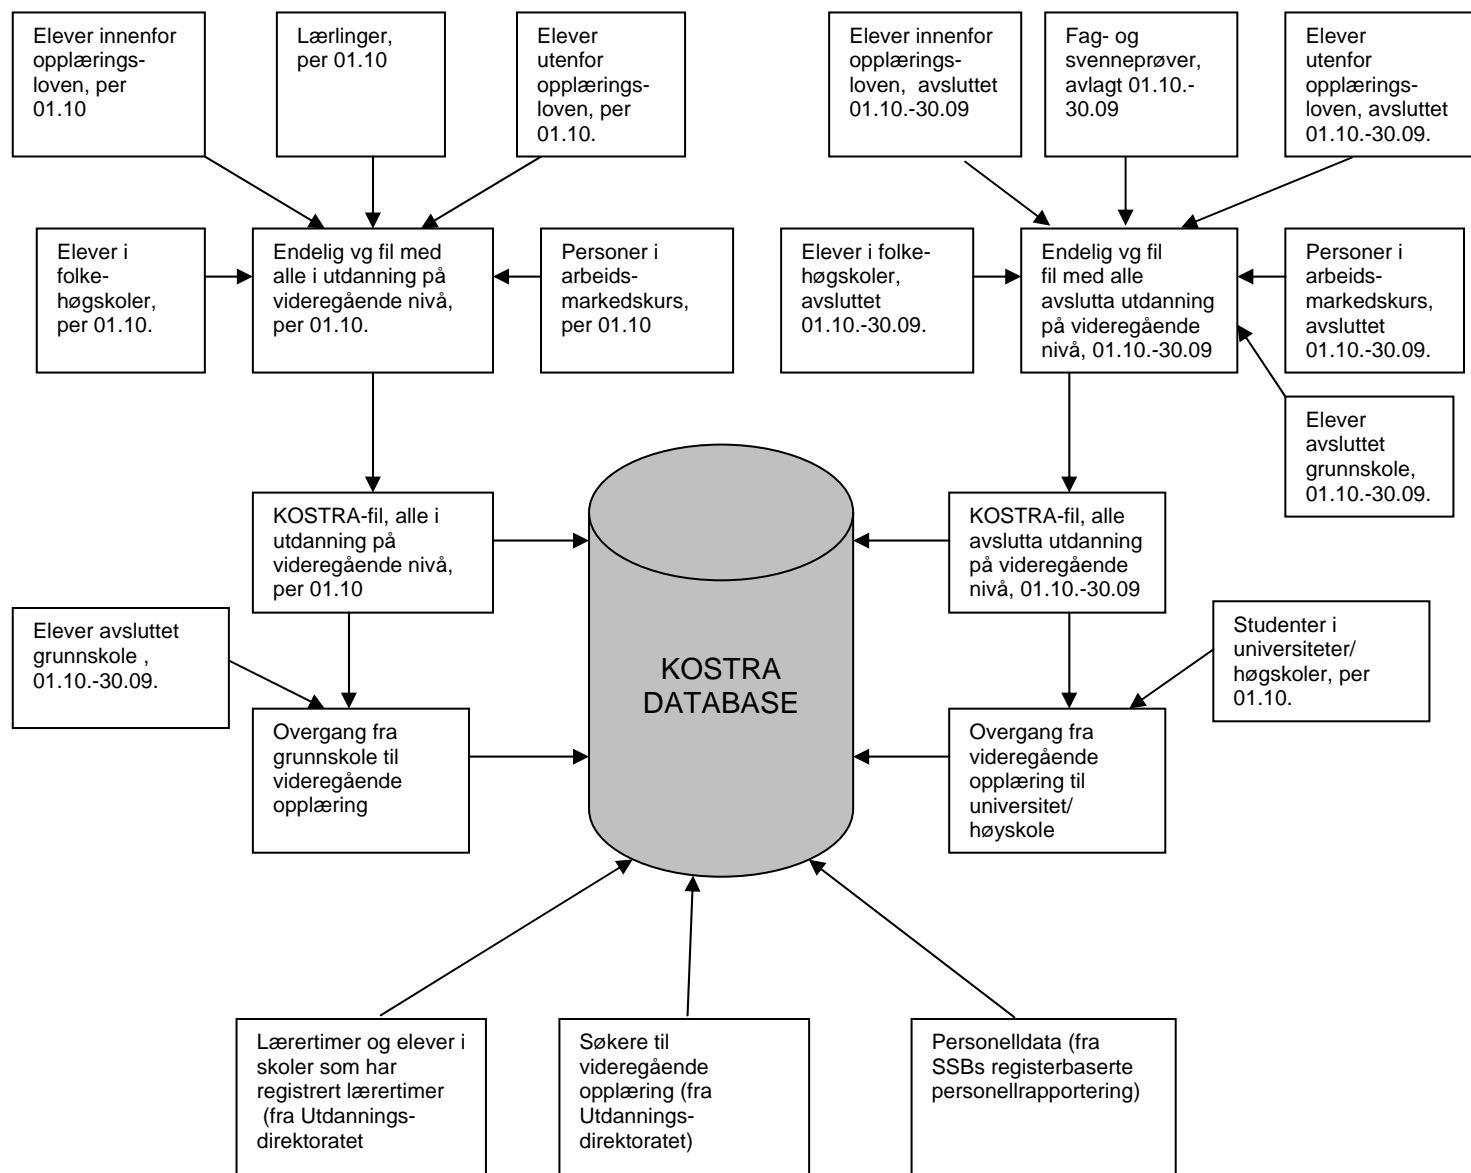 Elever innenfor
opplærings-
loven, per
01.10
Lærlinger,
per 01.10
Elever
utenfor
opplærings-
loven, per
01.10.
Elever innenfor
opplærings-
loven,  avsluttet
01.10.-30.09
Fag- og
svenneprøver,
avlagt 01.10.-
30.09
Elever
utenfor
opplærings-
loven, avsluttet
01.10.-30.09.
Elever i
folke-
høgskoler,
per 01.10.
Endelig vg fil med
alle i utdanning på
videregående nivå,
per 01.10.
Personer i
arbeids-
markedskurs,
per 01.10
Elever i folke-
høgskoler,
avsluttet
01.10.-30.09.
Endelig vg fil
fil med alle
avslutta utdanning
på videregående
nivå, 01.10.-30.09
Personer i
arbeids-
markedskurs,
avsluttet
01.10.-30.09.
Elever
avsluttet
grunnskole,
01.10.-30.09.
KOSTRA-fil, alle i
utdanning på
videregående nivå,
per 01.10
KOSTRA-fil, alle
avslutta utdanning
på videregående
nivå, 01.10.-30.09
Elever avsluttet
grunnskole ,
01.10.-30.09.
KOSTRA
DATABASE
Studenter i
universiteter/
høgskoler, per
01.10.
Overgang fra
grunnskole til
videregående
opplæring
Overgang fra
videregående
opplæring til
universitet/
høyskole
Lærertimer og elever i
skoler som har
registrert lærertimer
(fra Utdannings-
direktoratet
Søkere til
videregående
opplæring (fra
Utdannings-
direktoratet)
Personelldata (fra
SSBs registerbaserte
personellrapportering)